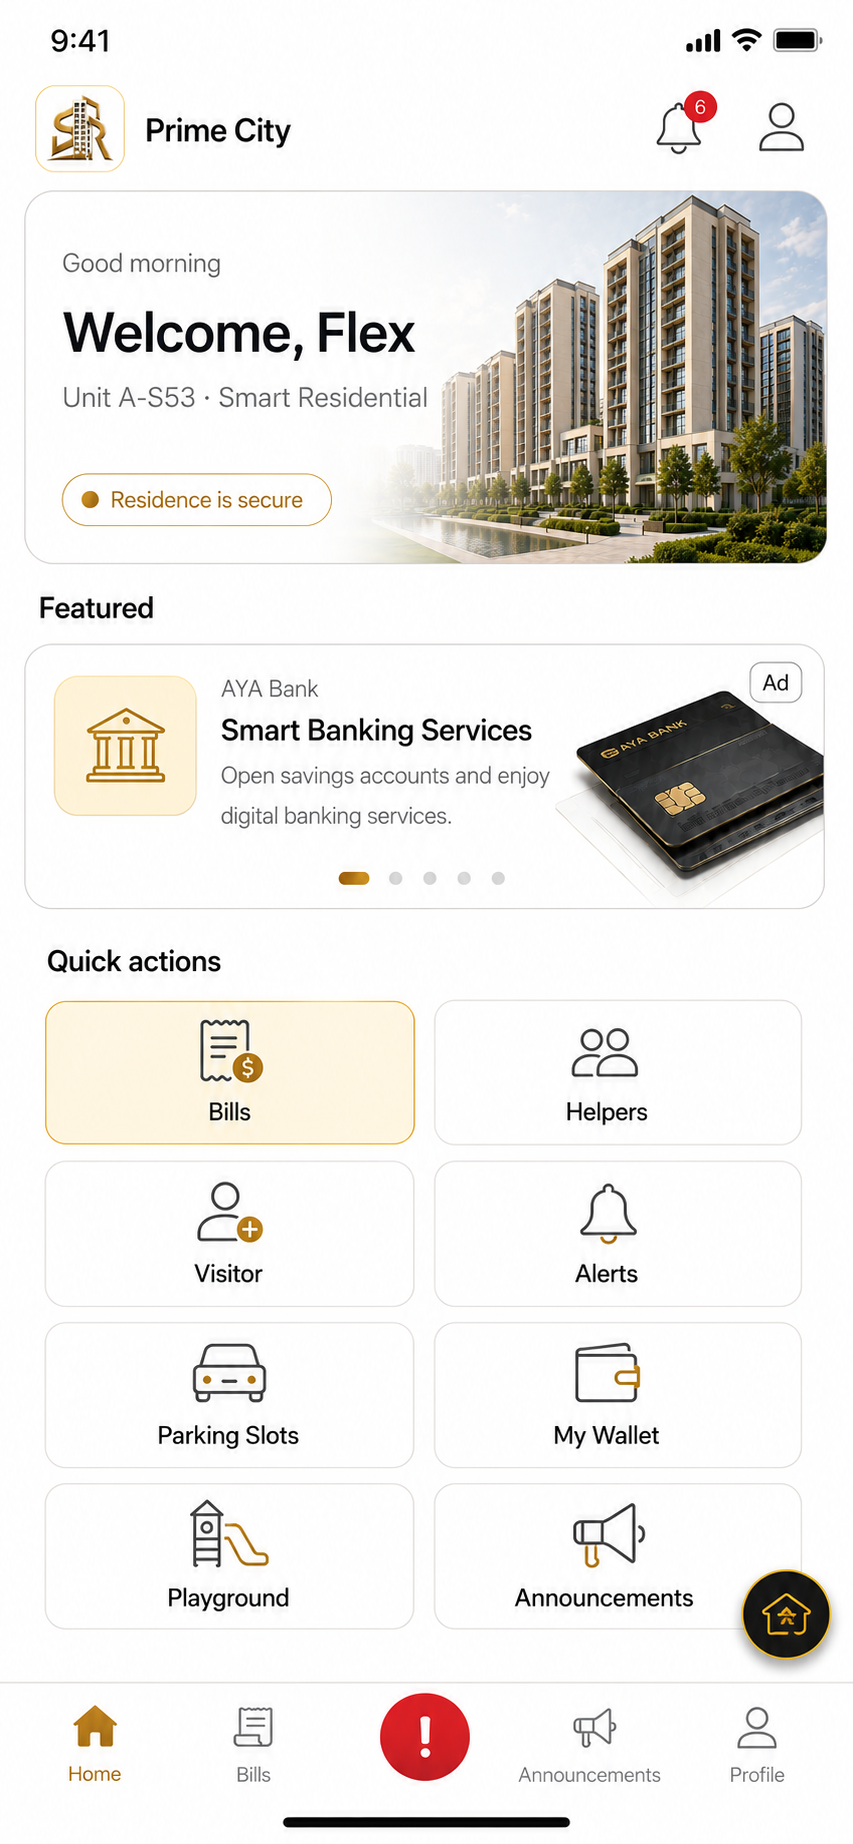 9:41
SR
Prime City
6
Good morning
Welcome, Flex
Unit A-S53 · Smart Residential
Residence is secure
Featured
Ad
AYA Bank
Smart Banking Services
Open savings accounts and enjoy
digital banking services.
AYA BANK
Quick actions
$
Bills
Helpers
Visitor
Alerts
Parking Slots
My Wallet
Playground
Announcements
!
Home
Bills
Announcements
Profile